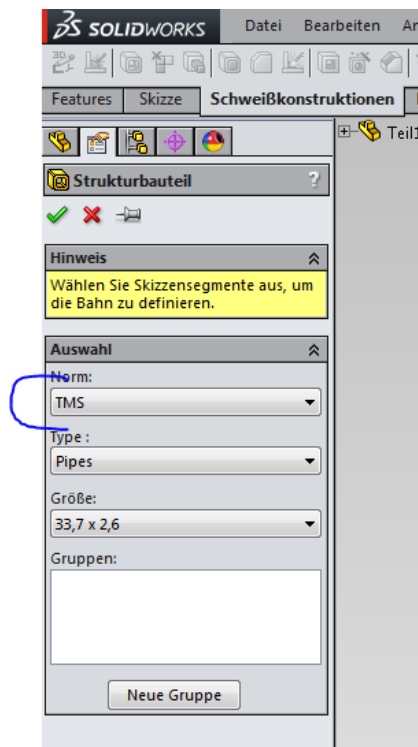 SOLIDWORKS Datei Bearbeiten
Features Skizze Schweißkonstruktionen
Teil1
Strukturbauteil ?
Hinweis
Wählen Sie Skizzensegmente aus, um
die Bahn zu definieren.
Auswahl
Norm:
TMS
Type :
Pipes
Größe:
33,7 x 2,6
Gruppen:
Neue Gruppe